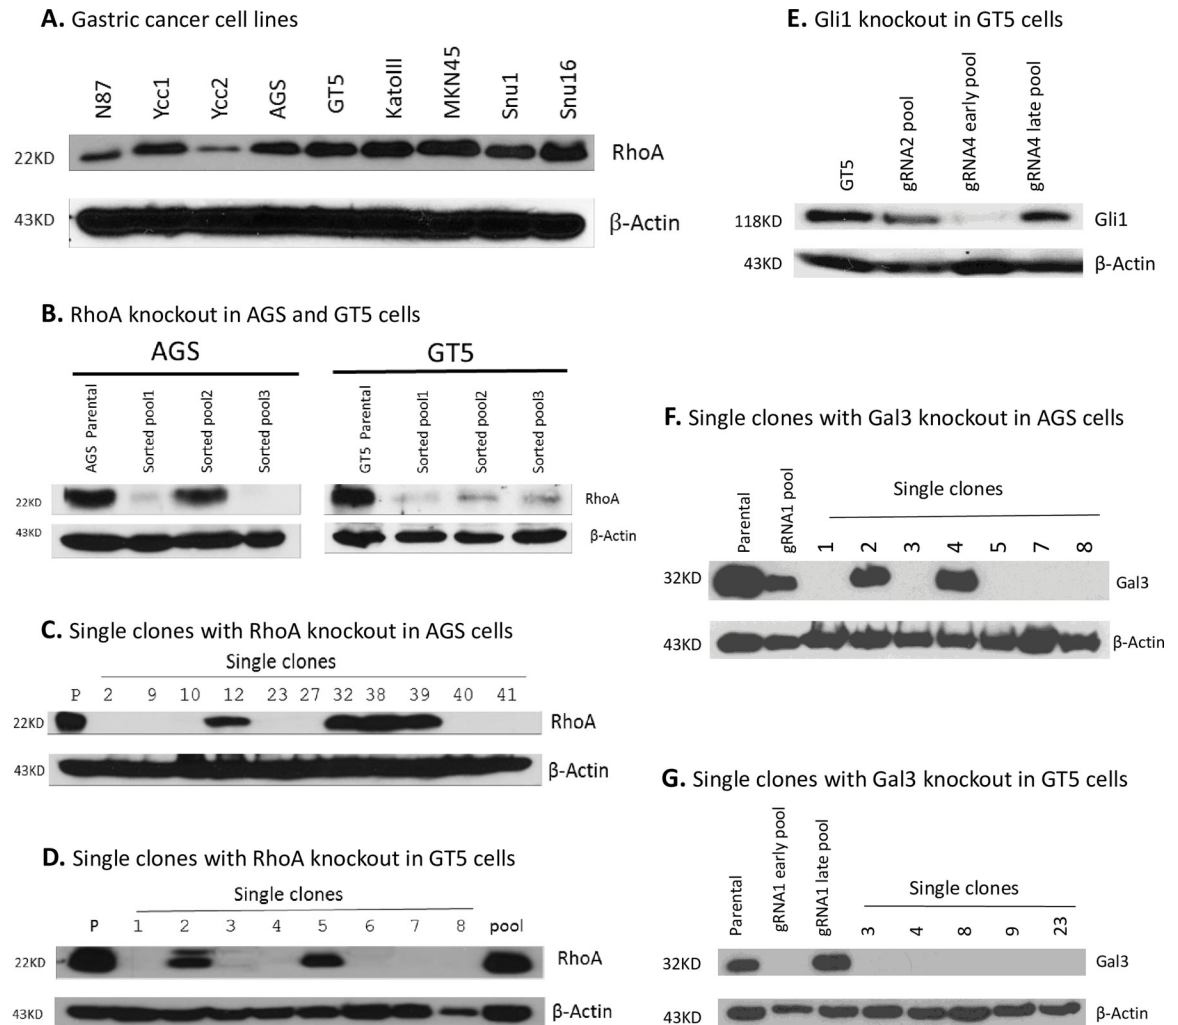 A. Gastric cancer cell lines
N87 Ycc1 Ycc2 AGS GT5 KatoIII MKN45 Snu1 Snu16
22KD RhoA
43KD β-Actin
B. RhoA knockout in AGS and GT5 cells
AGS GT5
AGS Parental Sorted pool1 Sorted pool2 Sorted pool3 GT5 Parental Sorted pool1 Sorted pool2 Sorted pool3
22KD RhoA
43KD β-Actin
C. Single clones with RhoA knockout in AGS cells
Single clones
P 2 9 10 12 23 27 32 38 39 40 41
22KD RhoA
43KD β-Actin
D. Single clones with RhoA knockout in GT5 cells
Single clones
P 1 2 3 4 5 6 7 8 pool
22KD RhoA
43KD β-Actin
E. Gli1 knockout in GT5 cells
GT5 gRNA2 pool gRNA4 early pool gRNA4 late pool
118KD Gli1
43KD β-Actin
F. Single clones with Gal3 knockout in AGS cells
Single clones
Parental gRNA1 pool 1 2 3 4 5 7 8
32KD Gal3
43KD β-Actin
G. Single clones with Gal3 knockout in GT5 cells
Single clones
Parental gRNA1 early pool gRNA1 late pool 3 4 8 9 23
32KD Gal3
43KD β-Actin